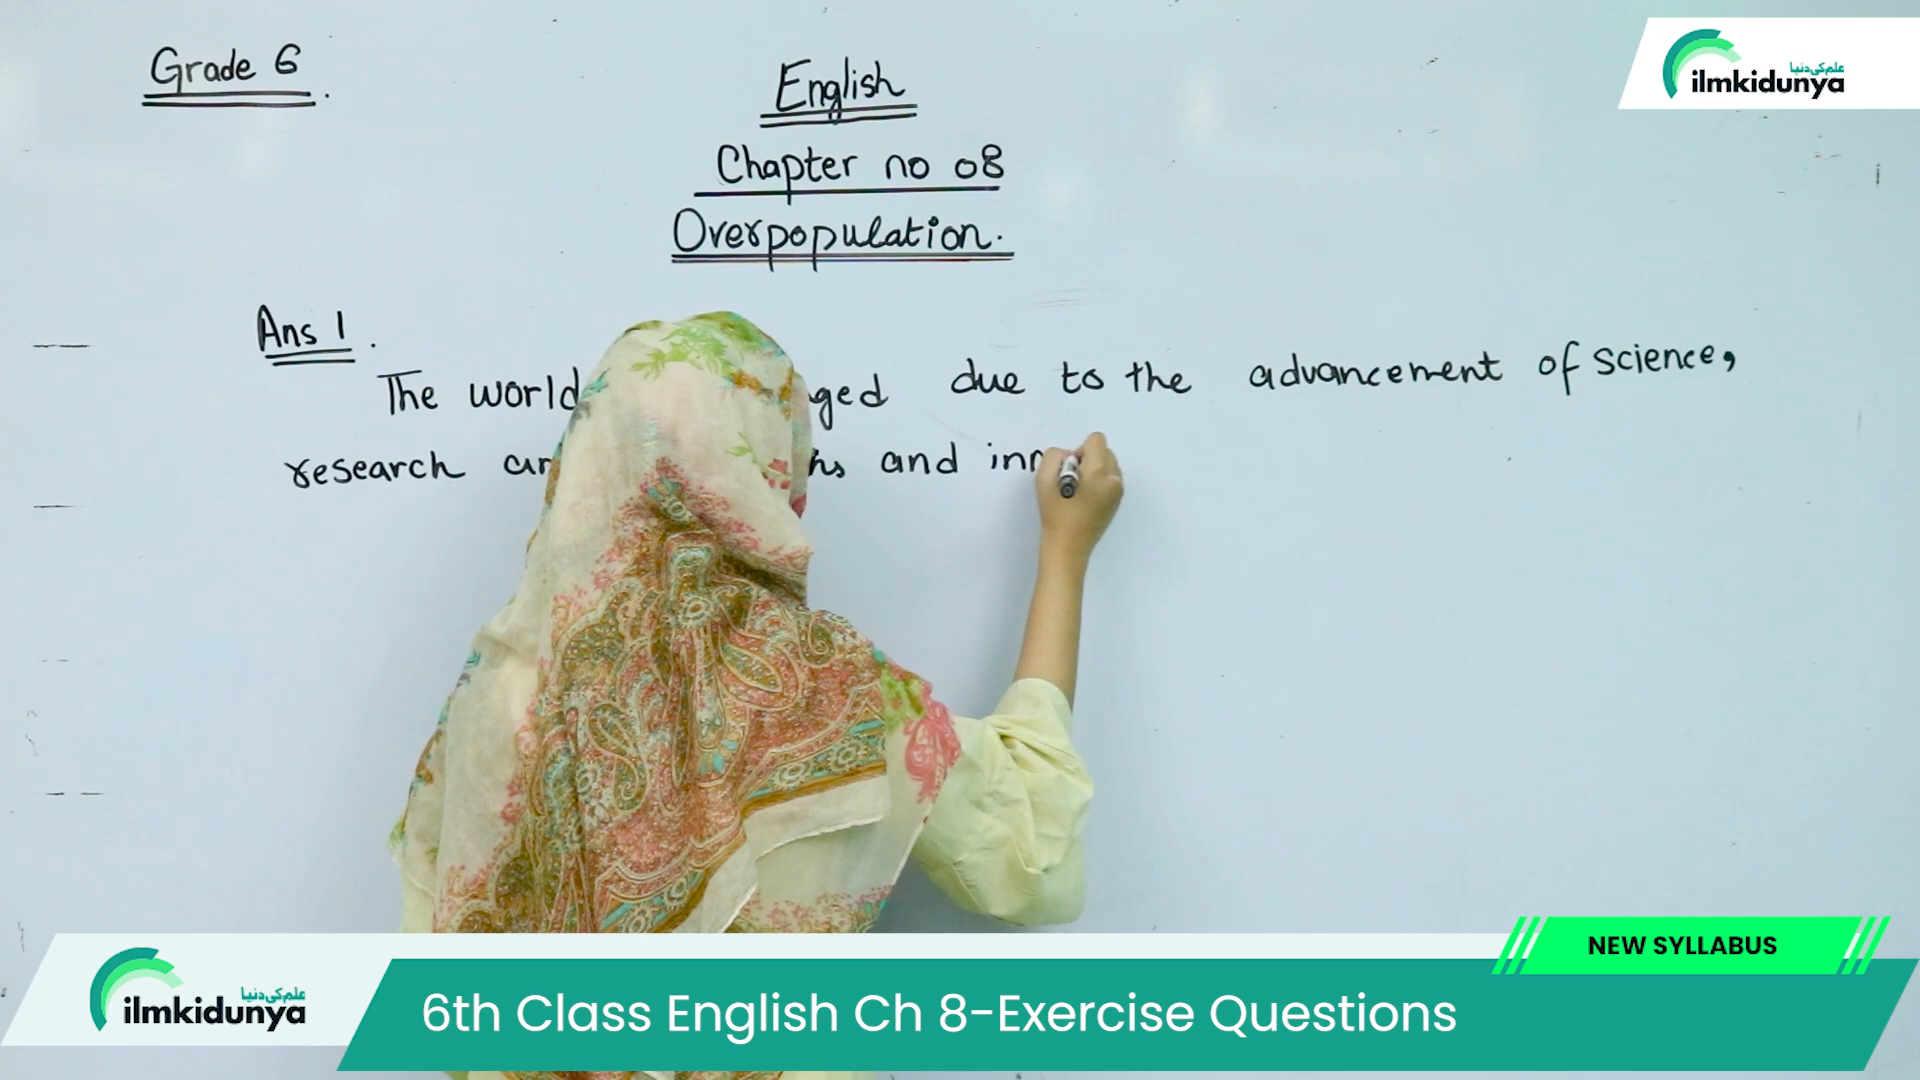 Grade 6.
English
Chapter no 08
Overpopulation.
Ans 1.
The world due to the advancement of science,
research and
علم کی دنیا
ilmkidunya
NEW SYLLABUS
علم کی دنیا
ilmkidunya
6th Class English Ch 8-Exercise Questions